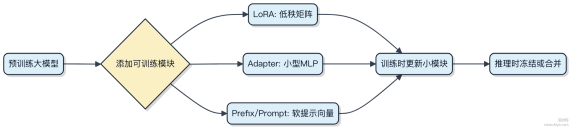 预训练大模型
添加可训练模块
LoRA: 低秩矩阵
Adapter: 小型MLP
Prefix/Prompt: 软提示向量
训练时更新小模块
推理时冻结或合并